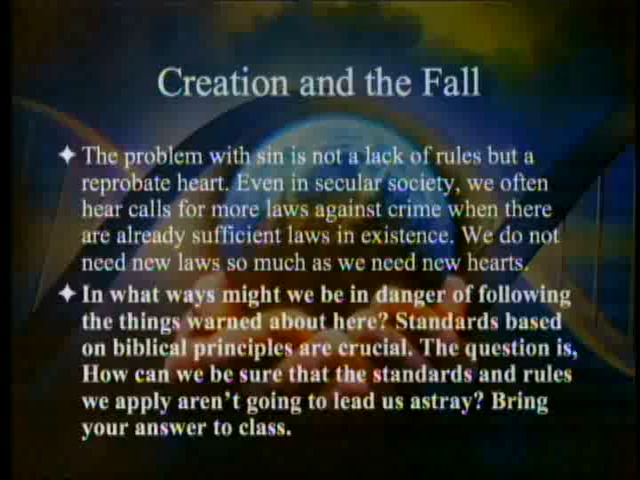 Creation and the Fall
✦ The problem with sin is not a lack of rules but a
reprobate heart. Even in secular society, we often
hear calls for more laws against crime when there
are already sufficient laws in existence. We do not
need new laws so much as we need new hearts.
✦ In what ways might we be in danger of following
the things warned about here? Standards based
on biblical principles are crucial. The question is,
How can we be sure that the standards and rules
we apply aren't going to lead us astray? Bring
your answer to class.